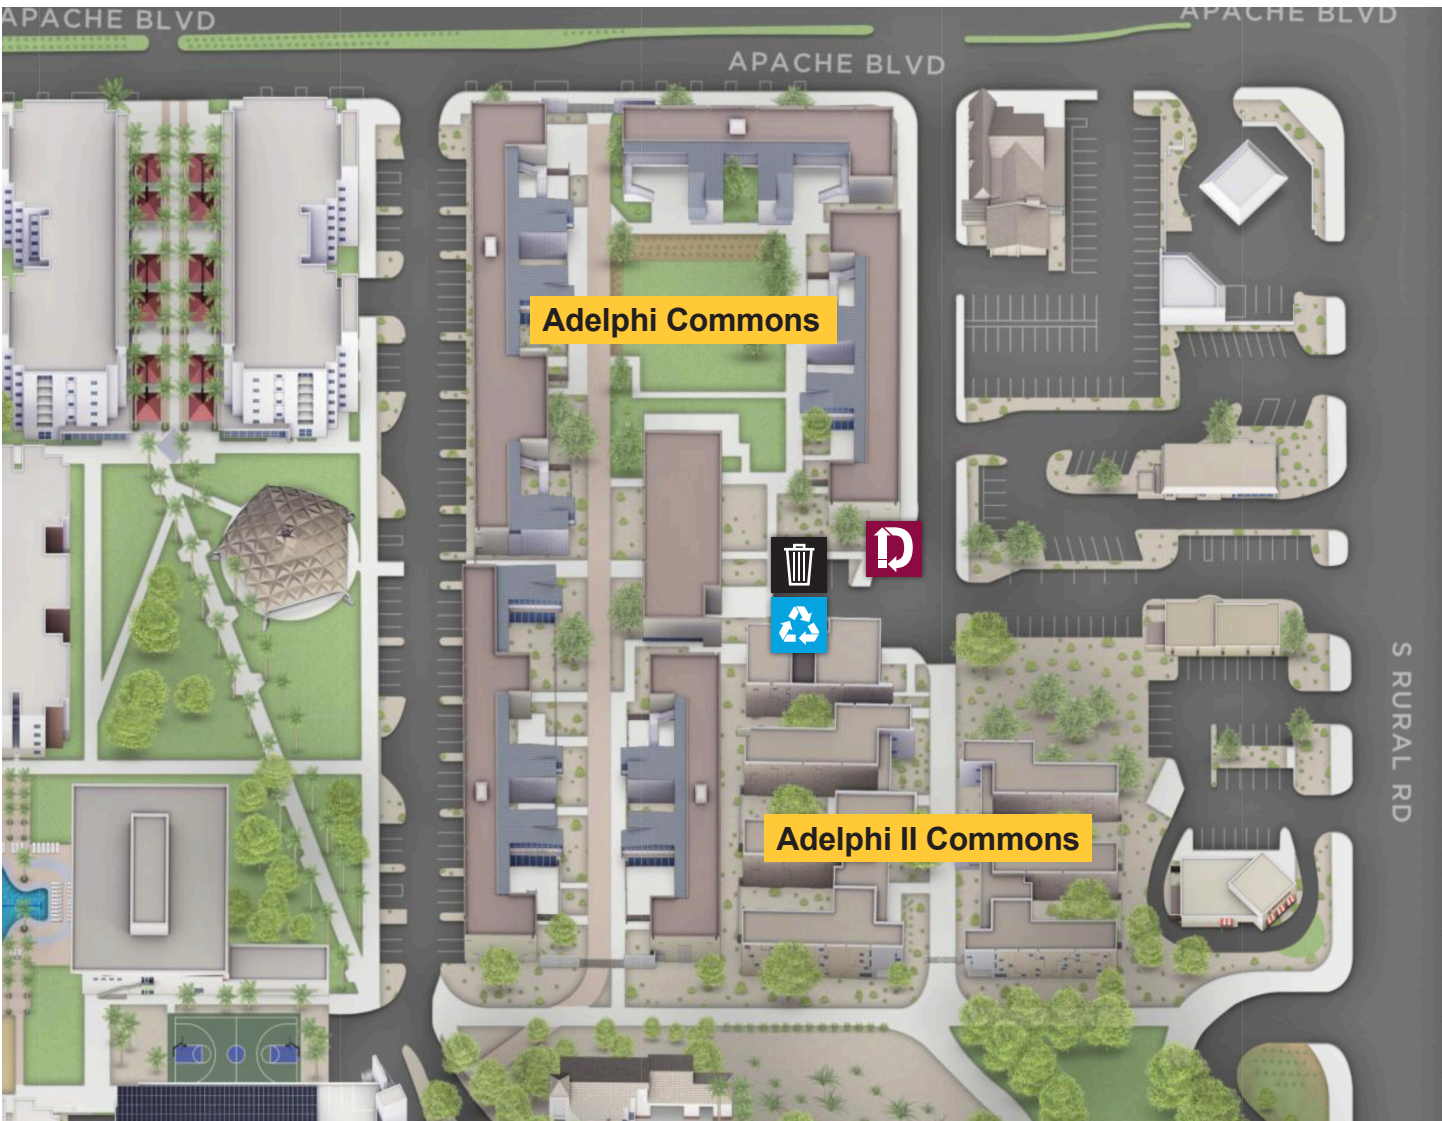 APACHE BLVD
APACHE BLVD
APACHE BLVD
Adelphi Commons
D
S RURAL RD
Adelphi II Commons